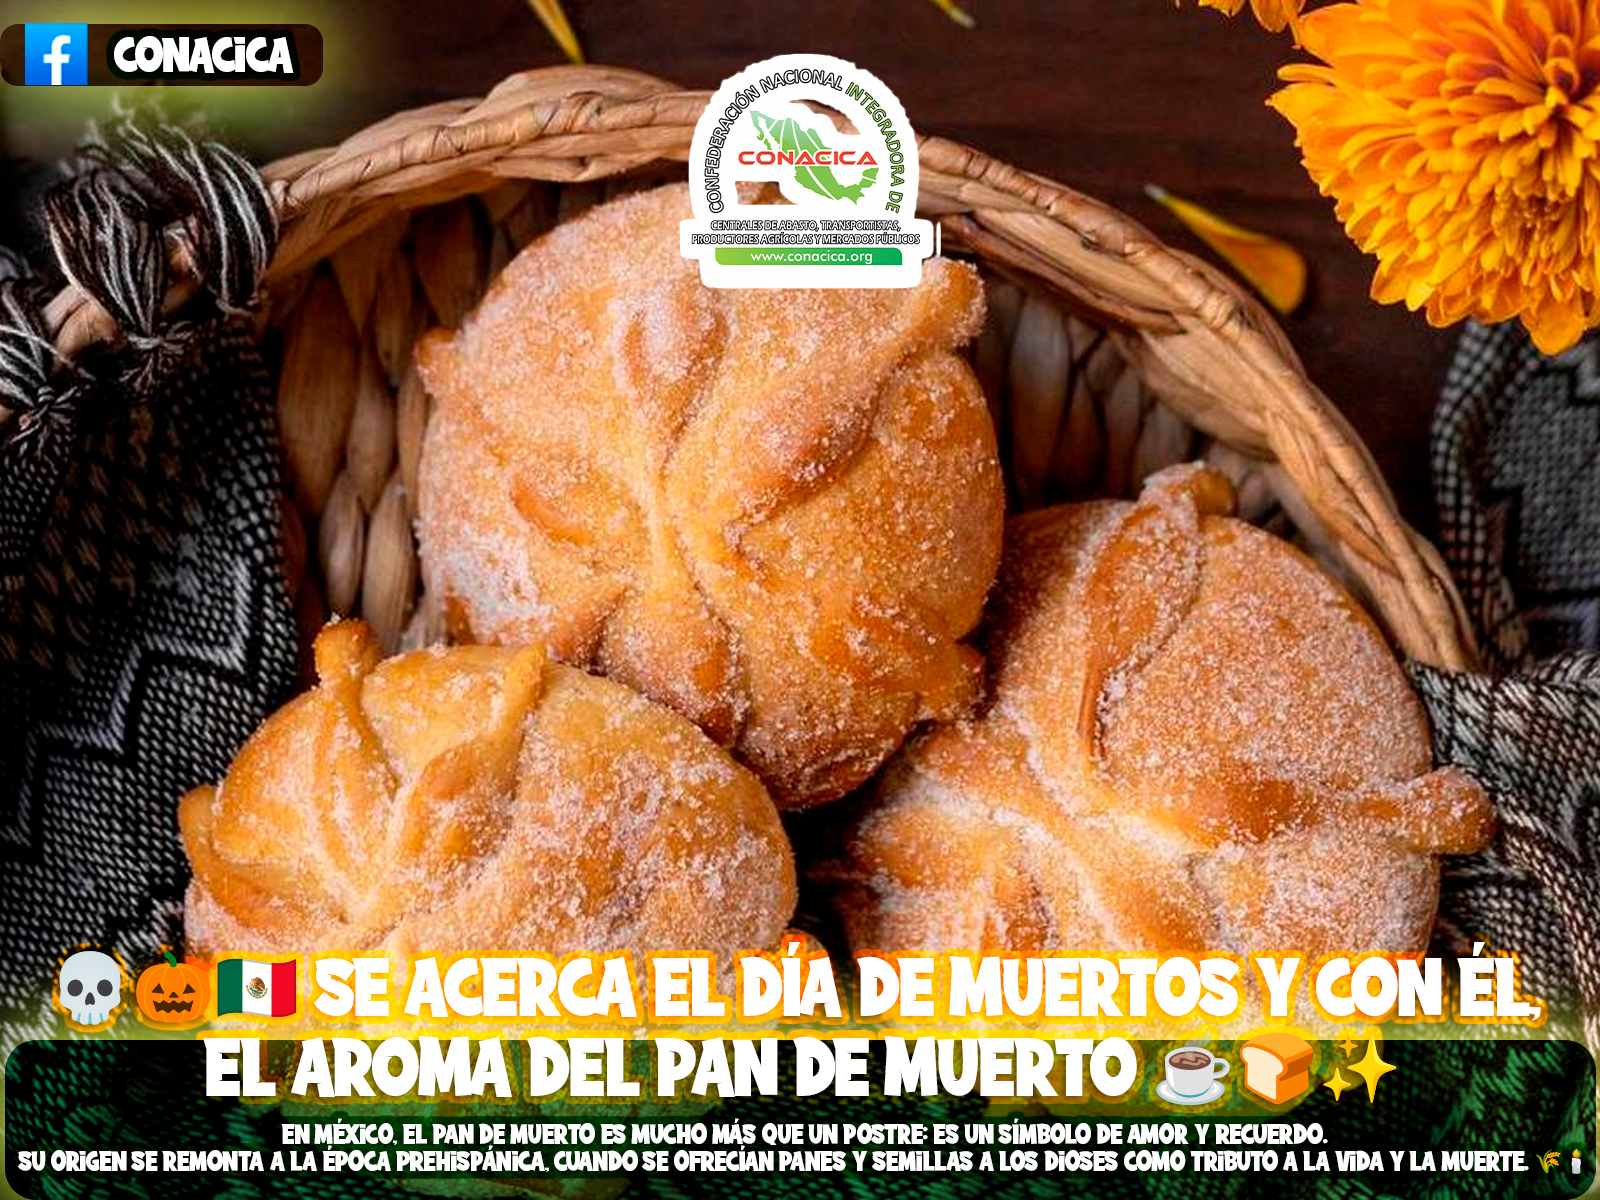 CONACICA
CONFEDERACIÓN NACIONAL INTEGRADORA DE
CONACICA
CENTRALES DE ABASTO, TRANSPORTISTAS,
PRODUCTORES AGRÍCOLAS Y MERCADOS PÚBLICOS
www.conacica.org
💀🎃🇲🇽 SE ACERCA EL DÍA DE MUERTOS Y CON ÉL,
EL AROMA DEL PAN DE MUERTO ☕🍞✨
EN MÉXICO, EL PAN DE MUERTO ES MUCHO MÁS QUE UN POSTRE: ES UN SÍMBOLO DE AMOR Y RECUERDO.
SU ORIGEN SE REMONTA A LA ÉPOCA PREHISPÁNICA, CUANDO SE OFRECÍAN PANES Y SEMILLAS A LOS DIOSES COMO TRIBUTO A LA VIDA Y LA MUERTE. 🌾🕯️